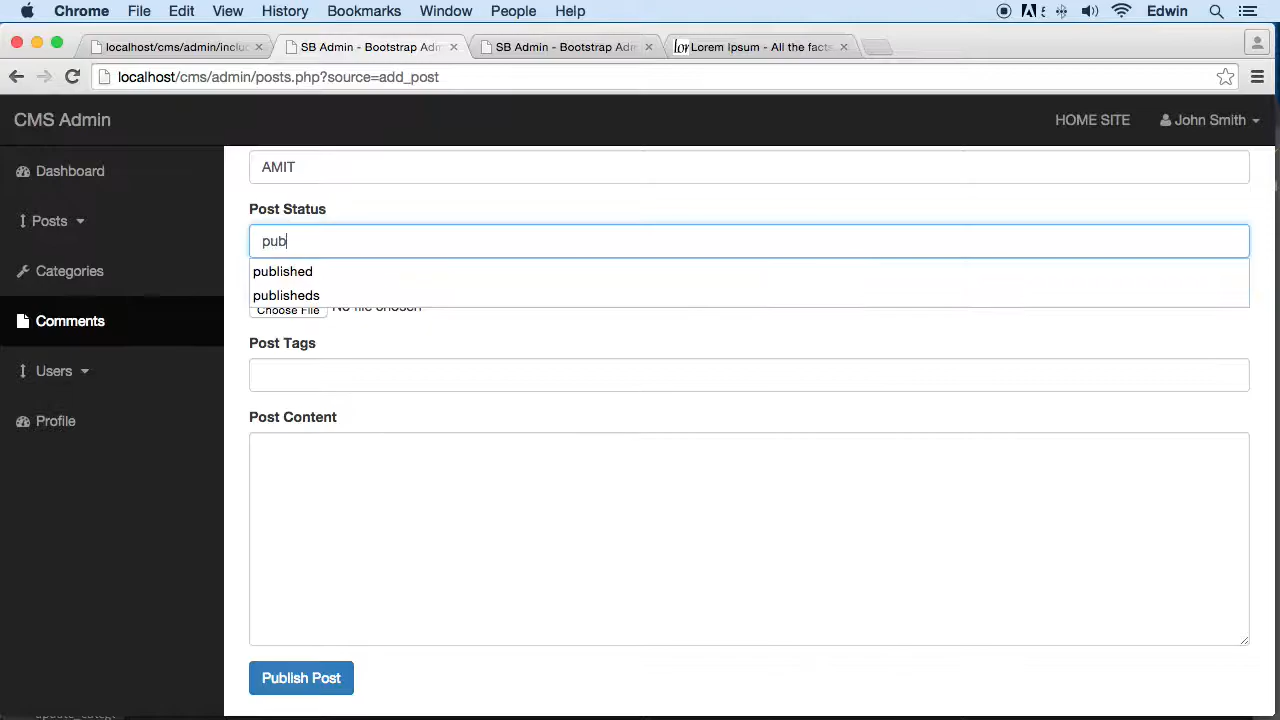 Chrome File Edit View History Bookmarks Window People Help Edwin
localhost/cms/admin/inclu SB Admin - Bootstrap Adm SB Admin - Bootstrap Adm Lorem Ipsum - All the facts
localhost/cms/admin/posts.php?source=add_post
CMS Admin HOME SITE John Smith
Dashboard
Posts
Categories
Comments
Users
Profile
AMIT
Post Status
pub
published
publisheds
Choose File No file chosen
Post Tags
Post Content
Publish Post